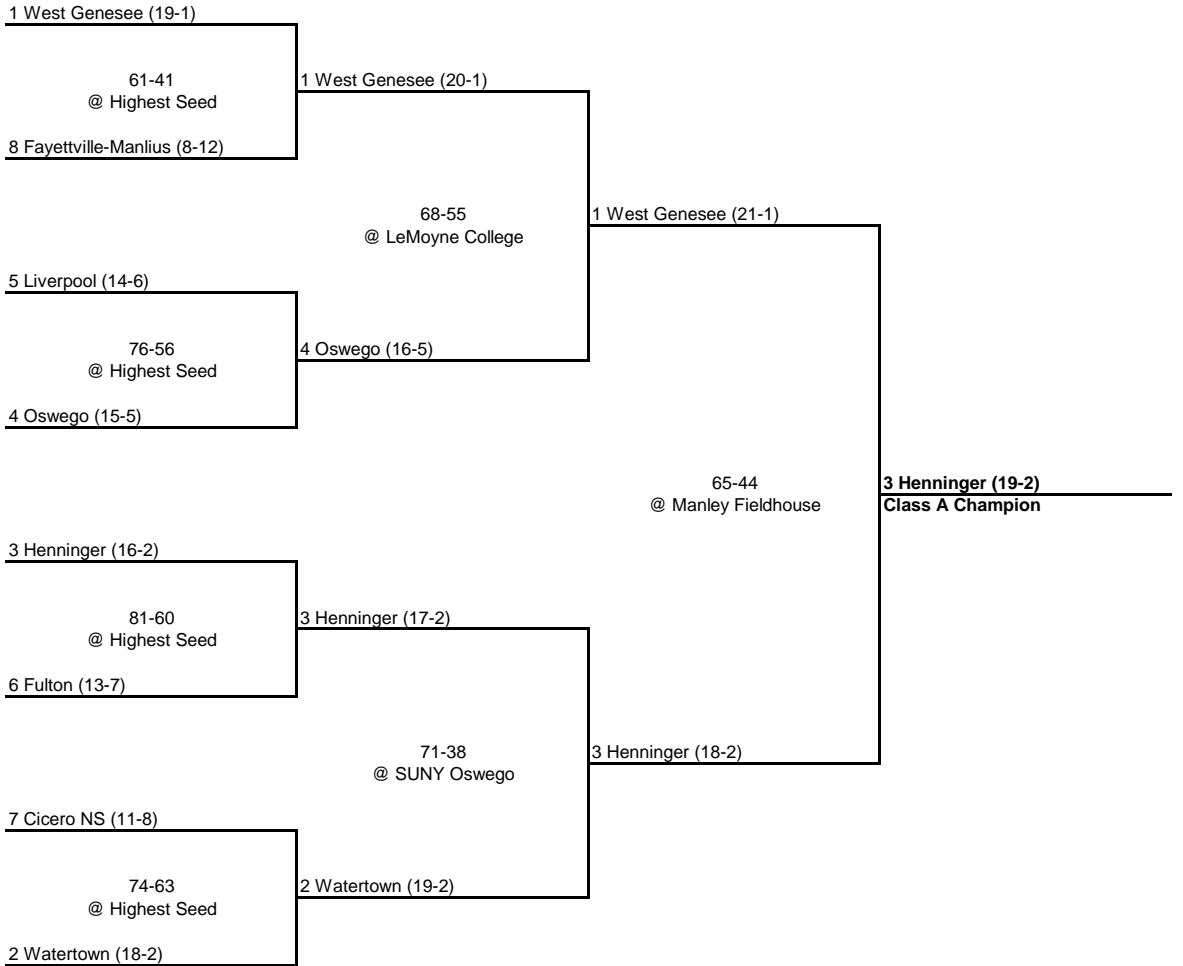 1 West Genesee (19-1)
61-41
@ Highest Seed
1 West Genesee (20-1)
8 Fayettville-Manlius (8-12)
68-55
@ LeMoyne College
1 West Genesee (21-1)
5 Liverpool (14-6)
76-56
@ Highest Seed
4 Oswego (16-5)
4 Oswego (15-5)
65-44
@ Manley Fieldhouse
3 Henninger (19-2)
Class A Champion
3 Henninger (16-2)
81-60
@ Highest Seed
3 Henninger (17-2)
6 Fulton (13-7)
71-38
@ SUNY Oswego
3 Henninger (18-2)
7 Cicero NS (11-8)
74-63
@ Highest Seed
2 Watertown (19-2)
2 Watertown (18-2)